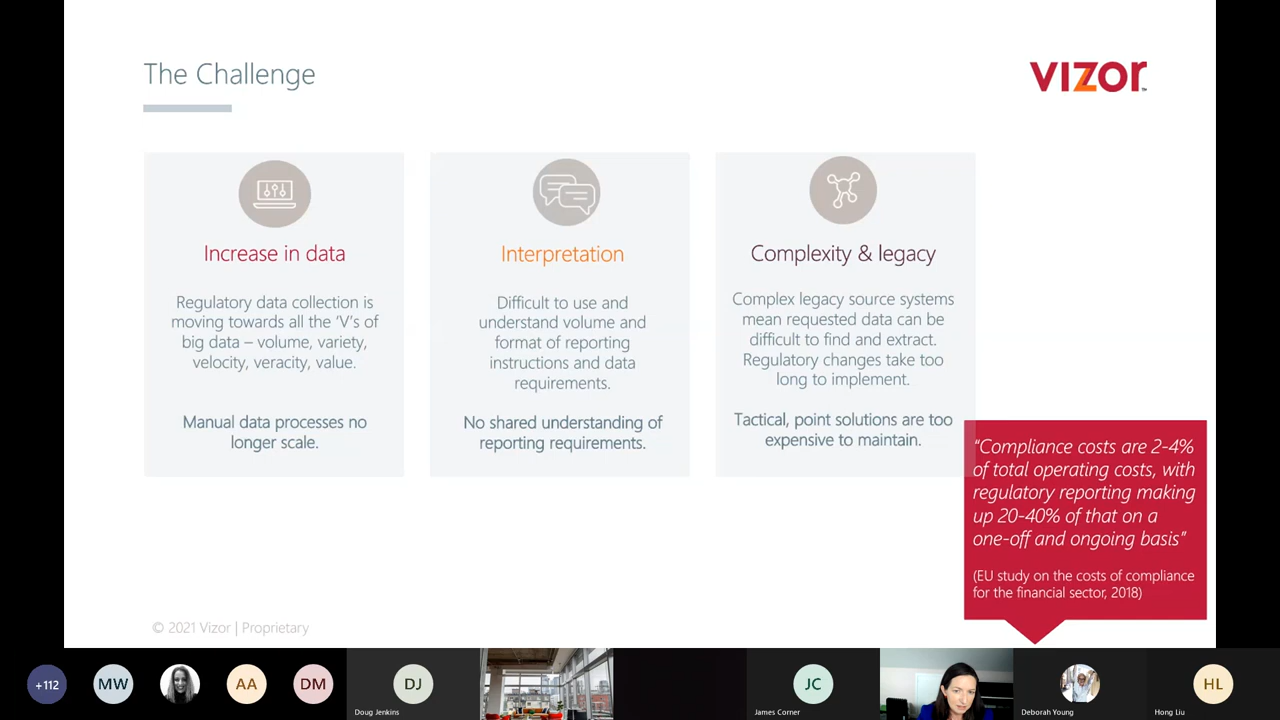 The Challenge
VIZOr™
Increase in data
Regulatory data collection is
moving towards all the ‘V’s of
big data – volume, variety,
velocity, veracity, value.
Manual data processes no
longer scale.
Interpretation
Difficult to use and
understand volume and
format of reporting
instructions and data
requirements.
No shared understanding of
reporting requirements.
Complexity & legacy
Complex legacy source systems
mean requested data can be
difficult to find and extract.
Regulatory changes take too
long to implement.
Tactical, point solutions are too
expensive to maintain.
“Compliance costs are 2-4%
of total operating costs, with
regulatory reporting making
up 20-40% of that on a
one-off and ongoing basis”
(EU study on the costs of compliance
for the financial sector, 2018)
© 2021 Vizor | Proprietary
+112
MW
AA
DM
DJ
Doug Jenkins
JC
James Corner
Deborah Young
HL
Hong Liu